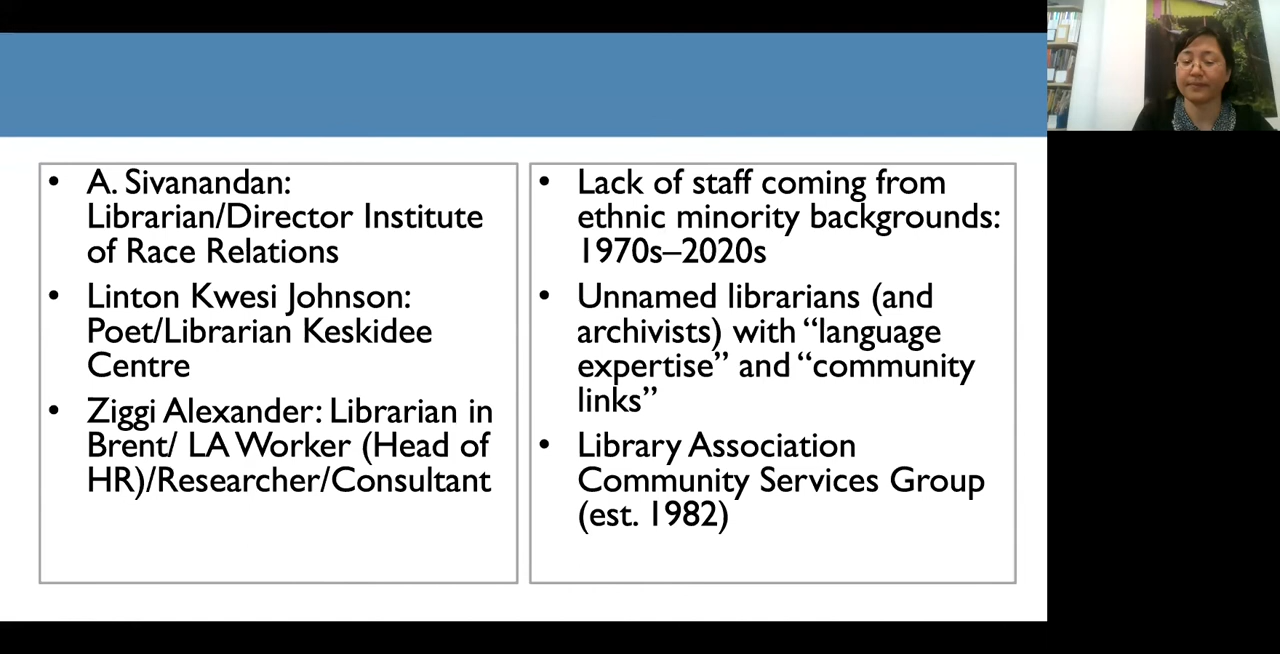 • A. Sivanandan:
Librarian/Director Institute
of Race Relations
• Linton Kwesi Johnson:
Poet/Librarian Keskidee
Centre
• Ziggi Alexander: Librarian in
Brent/ LA Worker (Head of
HR)/Researcher/Consultant
• Lack of staff coming from
ethnic minority backgrounds:
1970s–2020s
• Unnamed librarians (and
archivists) with “language
expertise” and “community
links”
• Library Association
Community Services Group
(est. 1982)